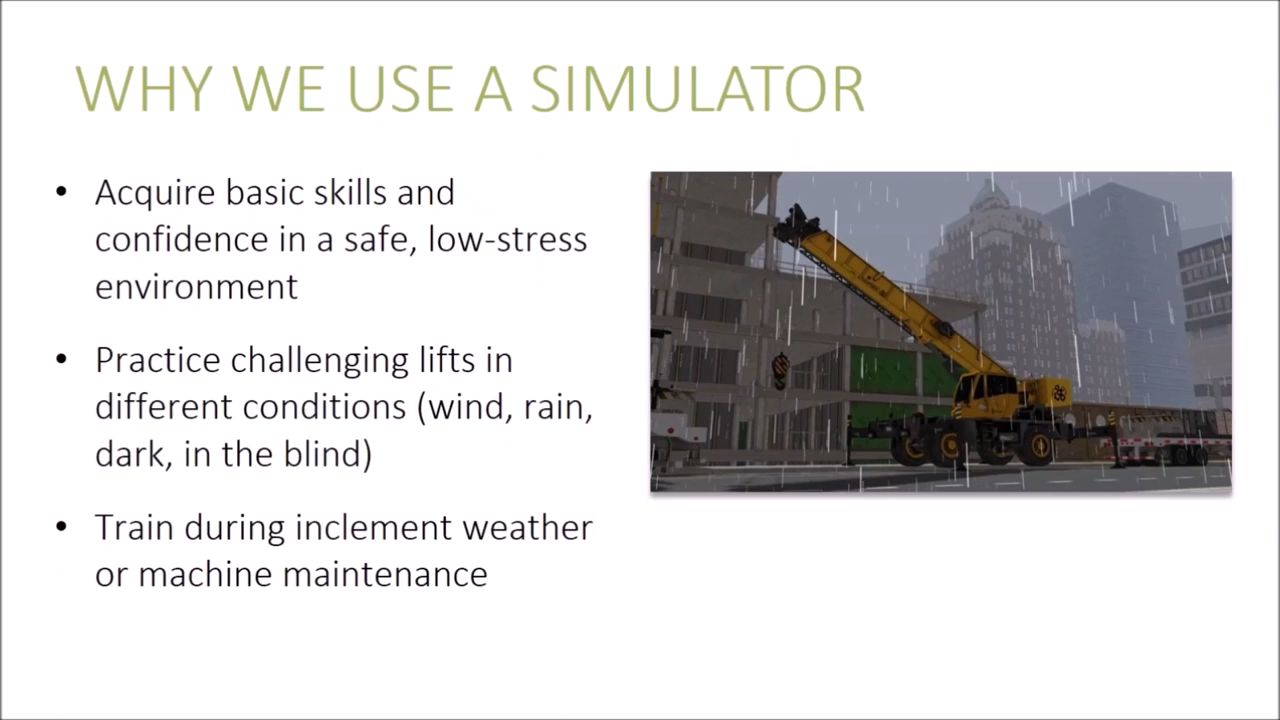 WHY WE USE A SIMULATOR
• Acquire basic skills and
confidence in a safe, low-stress
environment
• Practice challenging lifts in
different conditions (wind, rain,
dark, in the blind)
• Train during inclement weather
or machine maintenance